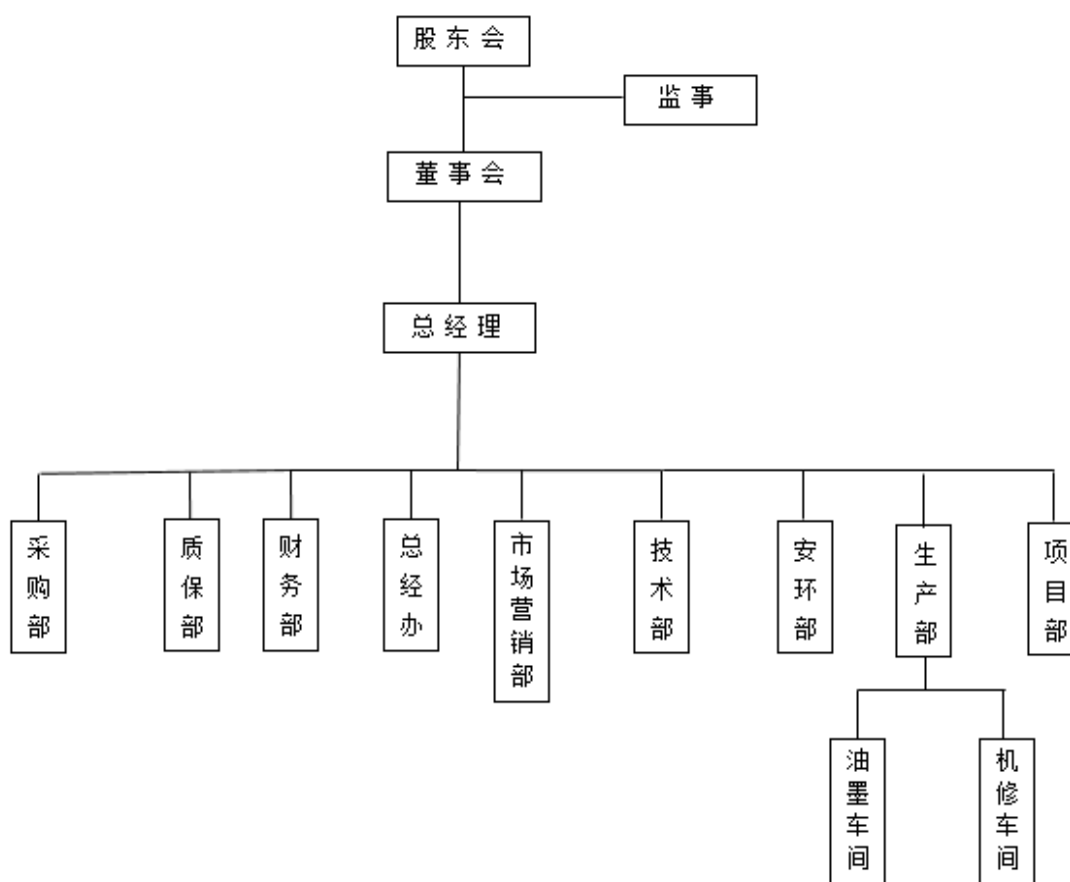 股东会
监事
董事会
总经理
采购部
质保部
财务部
总经办
市场营销部
技术部
安环部
生产部
项目部
油墨车间
机修车间